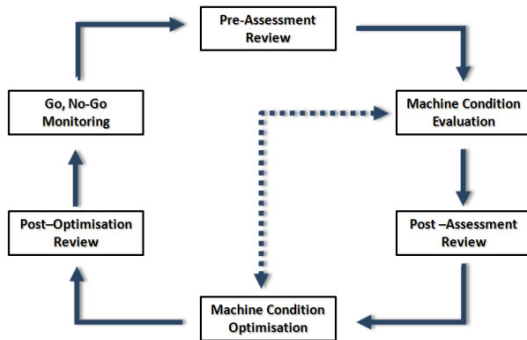 Pre-Assessment
Review
Go, No-Go
Monitoring
Machine Condition
Evaluation
Post–Optimisation
Review
Post –Assessment
Review
Machine Condition
Optimisation